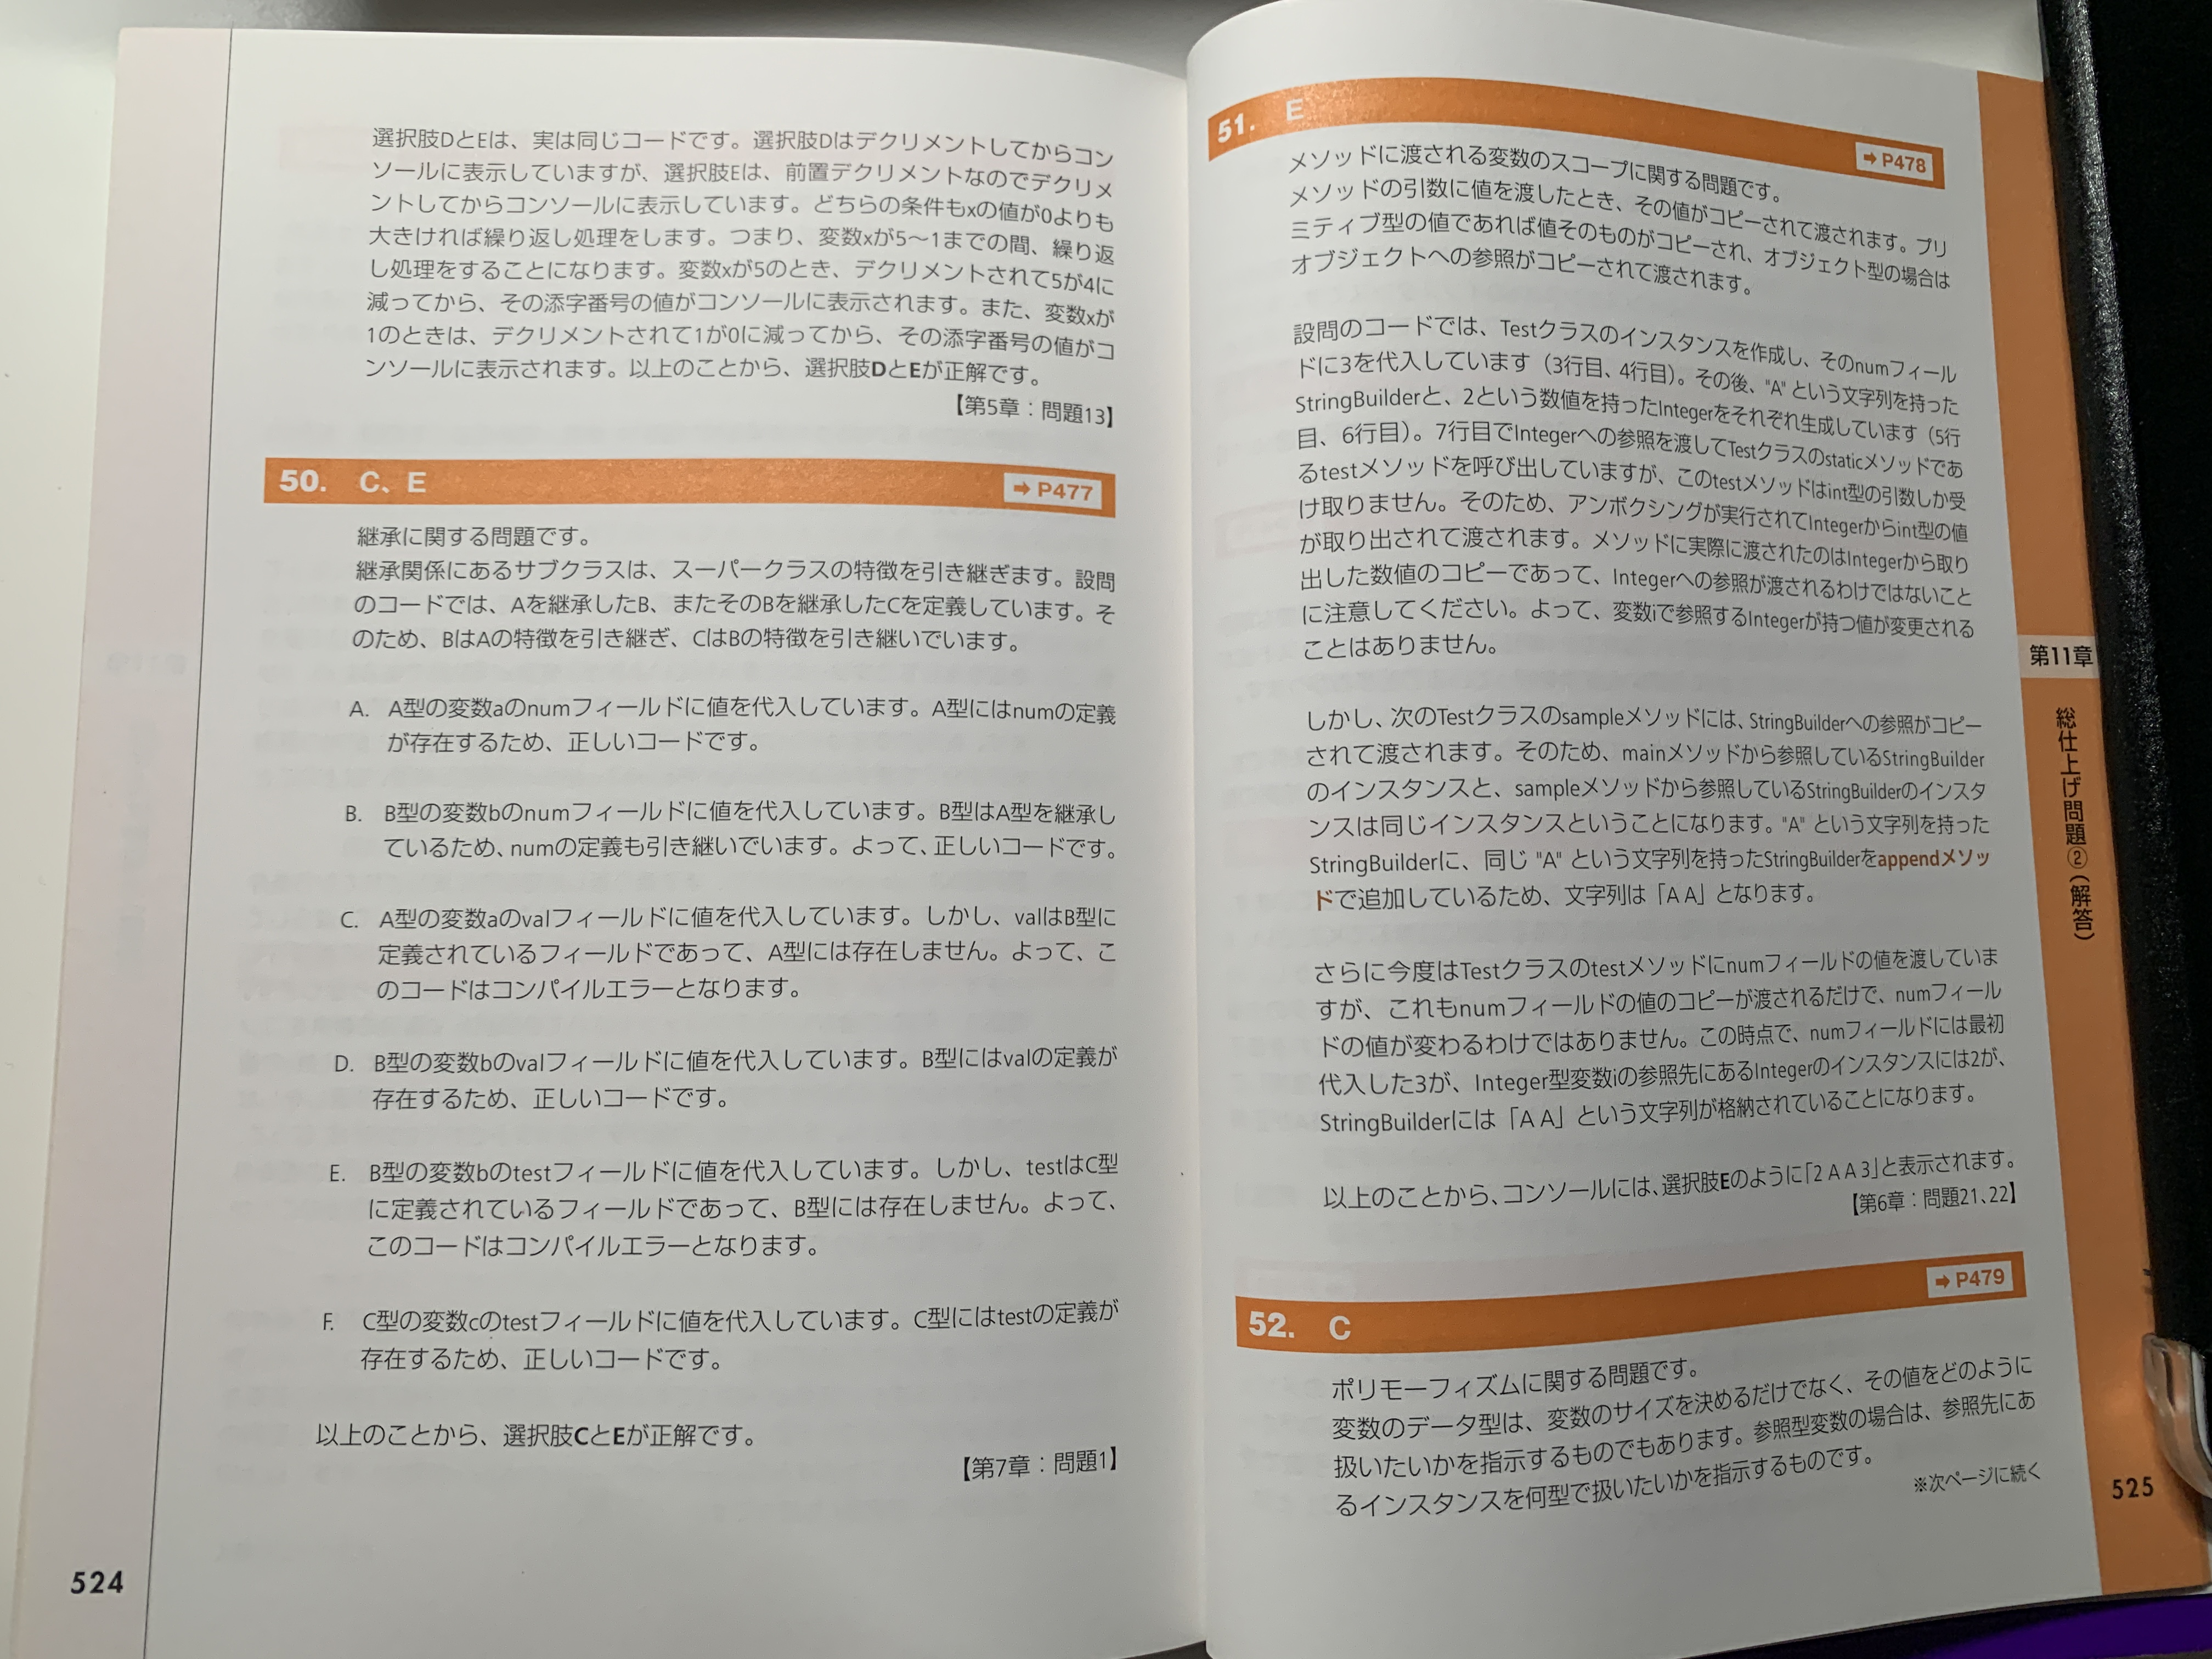 選択肢DとEは、実は同じコードです。選択肢Dはデクリメントしてからコン
ソールに表示していますが、選択肢Eは、前置デクリメントなのでデクリメ
ントしてからコンソールに表示しています。どちらの条件もxの値が0よりも
大きければ繰り返し処理をします。つまり、変数xが5〜1までの間、繰り返
し処理をすることになります。変数xが5のとき、デクリメントされて5が4に
減ってから、その添字番号の値がコンソールに表示されます。また、変数xが
1のときは、デクリメントされて1が0に減ってから、その添字番号の値がコ
ンソールに表示されます。以上のことから、選択肢DとEが正解です。
【第5章：問題13】
50. C、E
➡ P477
継承に関する問題です。
継承関係にあるサブクラスは、スーパークラスの特徴を引き継ぎます。設問
のコードでは、Aを継承したB、またそのBを継承したCを定義しています。そ
のため、BはAの特徴を引き継ぎ、CはBの特徴を引き継いでいます。
A. A型の変数aのnumフィールドに値を代入しています。A型にはnumの定義
が存在するため、正しいコードです。
B. B型の変数bのnumフィールドに値を代入しています。B型はA型を継承し
ているため、numの定義も引き継いでいます。よって、正しいコードです。
C. A型の変数aのvalフィールドに値を代入しています。しかし、valはB型に
定義されているフィールドであって、A型には存在しません。よって、こ
のコードはコンパイルエラーとなります。
D. B型の変数bのvalフィールドに値を代入しています。B型にはvalの定義が
存在するため、正しいコードです。
E. B型の変数bのtestフィールドに値を代入しています。しかし、testはC型
に定義されているフィールドであって、B型には存在しません。よって、
このコードはコンパイルエラーとなります。
F. C型の変数cのtestフィールドに値を代入しています。C型にはtestの定義が
存在するため、正しいコードです。
以上のことから、選択肢CとEが正解です。
【第7章：問題1】
524
51. E
➡ P478
メソッドに渡される変数のスコープに関する問題です。
メソッドの引数に値を渡したとき、その値がコピーされて渡されます。プリ
ミティブ型の値であれば値そのものがコピーされ、オブジェクト型の場合は
オブジェクトへの参照がコピーされて渡されます。
設問のコードでは、Testクラスのインスタンスを作成し、そのnumフィール
ドに3を代入しています（3行目、4行目）。その後、"A" という文字列を持った
StringBuilderと、2という数値を持ったIntegerをそれぞれ生成しています（5行
目、6行目）。7行目でIntegerへの参照を渡してTestクラスのstaticメソッドであ
るtestメソッドを呼び出していますが、このtestメソッドはint型の引数しか受
け取りません。そのため、アンボクシングが実行されてIntegerからint型の値
が取り出されて渡されます。メソッドに実際に渡されたのはIntegerから取り
出した数値のコピーであって、Integerへの参照が渡されるわけではないこと
に注意してください。よって、変数iで参照するIntegerが持つ値が変更される
ことはありません。
しかし、次のTestクラスのsampleメソッドには、StringBuilderへの参照がコピー
されて渡されます。そのため、mainメソッドから参照しているStringBuilder
のインスタンスと、sampleメソッドから参照しているStringBuilderのインスタ
ンスは同じインスタンスということになります。"A" という文字列を持った
StringBuilderに、同じ "A" という文字列を持ったStringBuilderをappendメソッ
ドで追加しているため、文字列は「A A」となります。
さらに今度はTestクラスのtestメソッドにnumフィールドの値を渡していま
すが、これもnumフィールドの値のコピーが渡されるだけで、numフィール
ドの値が変わるわけではありません。この時点で、numフィールドには最初
代入した3が、Integer型変数iの参照先にあるIntegerのインスタンスには2が、
StringBuilderには「A A」という文字列が格納されていることになります。
以上のことから、コンソールには、選択肢Eのように「2 A A 3」と表示されます。
【第6章：問題21、22】
52. C
➡ P479
ポリモーフィズムに関する問題です。
変数のデータ型は、変数のサイズを決めるだけでなく、その値をどのように
扱いたいかを指示するものでもあります。参照型変数の場合は、参照先にあ
るインスタンスを何型で扱いたいかを指示するものです。
※次ページに続く
第11章
総仕上げ問題②（解答）
525